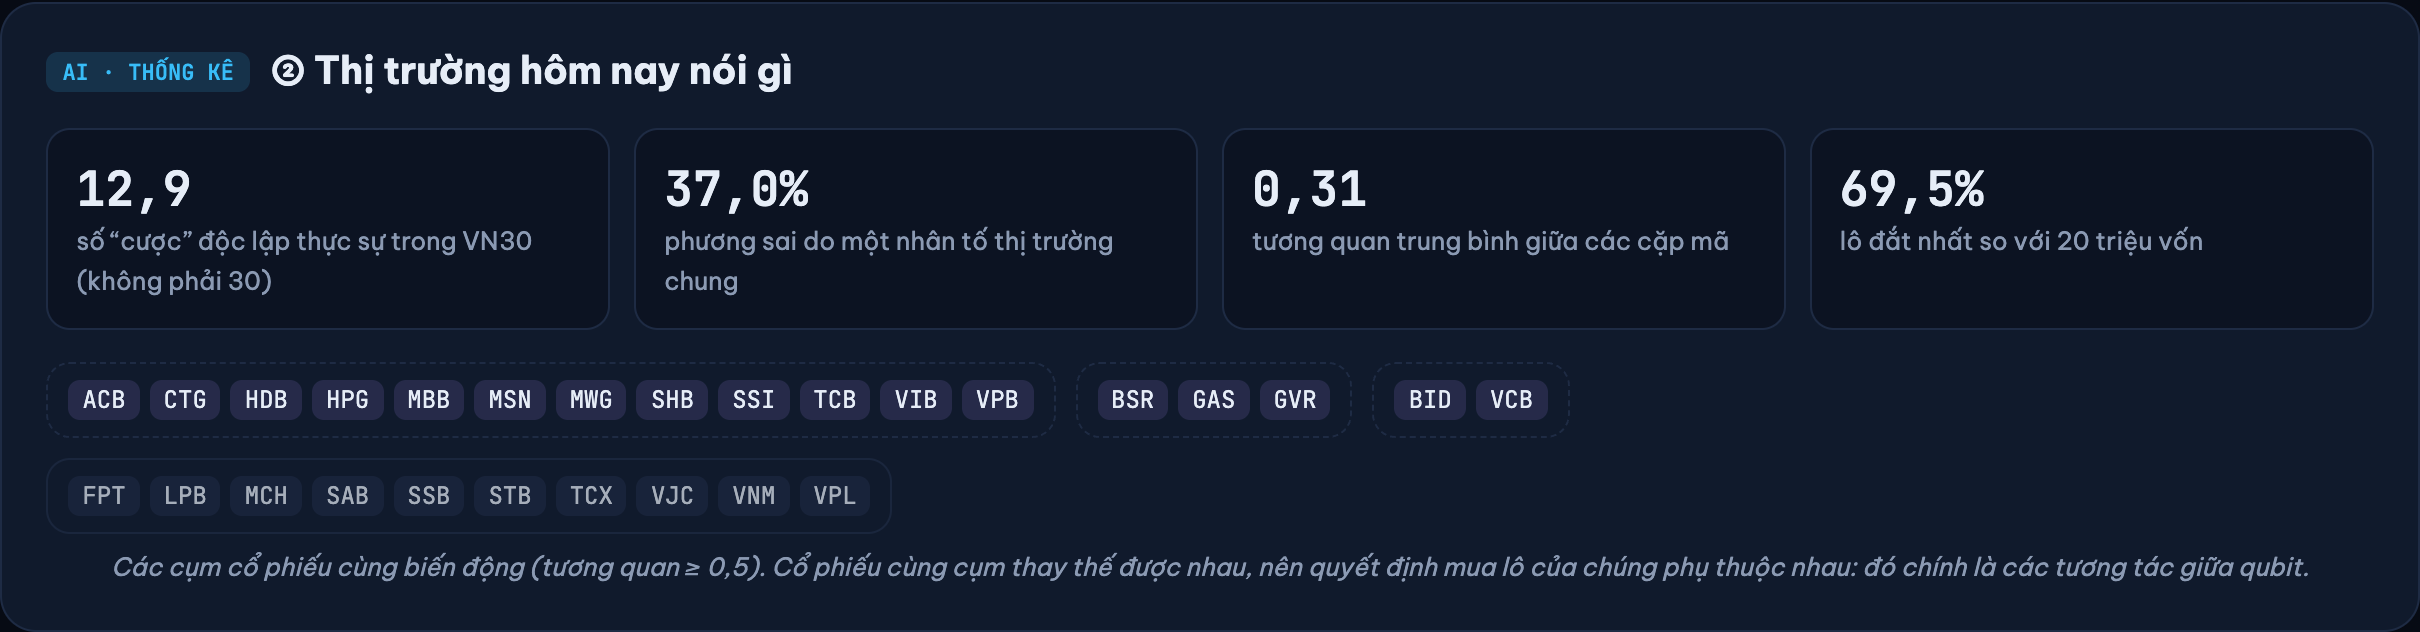 AI · THỐNG KÊ
② Thị trường hôm nay nói gì
12,9
số “cược” độc lập thực sự trong VN30
(không phải 30)
37,0%
phương sai do một nhân tố thị trường
chung
0,31
tương quan trung bình giữa các cặp mã
69,5%
lô đắt nhất so với 20 triệu vốn
ACB CTG HDB HPG MBB MSN MWG SHB SSI TCB VIB VPB
BSR GAS GVR
BID VCB
FPT LPB MCH SAB SSB STB TCX VJC VNM VPL
Các cụm cổ phiếu cùng biến động (tương quan ≥ 0,5). Cổ phiếu cùng cụm thay thế được nhau, nên quyết định mua lô của chúng phụ thuộc nhau: đó chính là các tương tác giữa qubit.